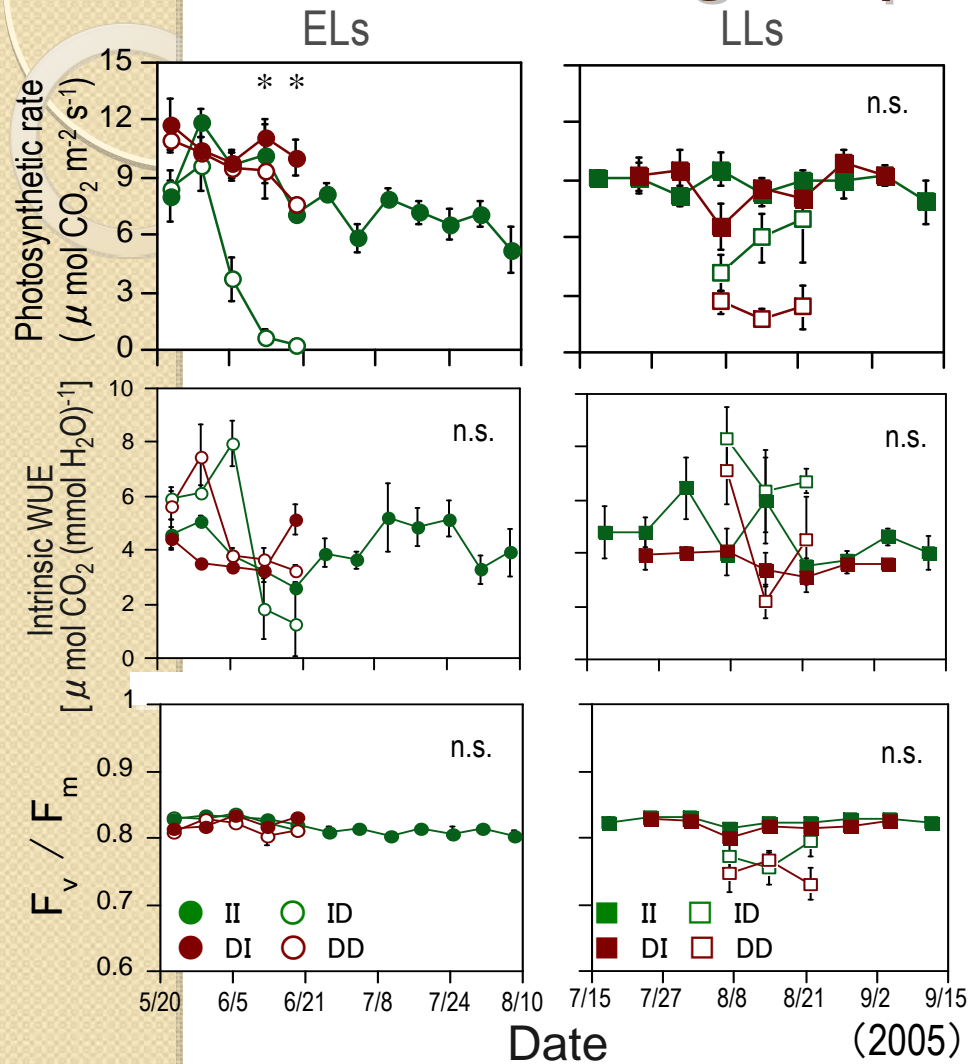 ELs
LLs
Photosynthetic rate
(μ mol CO2 m-2 s-1)
15
12
9
6
3
0
* *
n.s.
Intrinsic WUE
[μ mol CO2 (mmol H2O)-1]
10
8
6
4
2
0
n.s.
n.s.
Fv / Fm
1
0.9
0.8
0.7
0.6
n.s.
n.s.
II ID
DI DD
II ID
DI DD
5/20 6/5 6/21 7/8 7/24 8/10
7/15 7/27 8/8 8/21 9/2 9/15
Date
(2005)